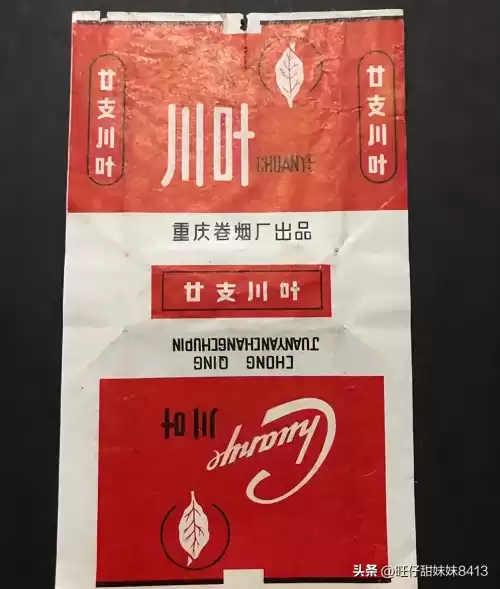 廿支川叶
川叶
CHUANYE
廿支川叶
重庆卷烟厂出品
廿支川叶
CHONG QING
JUANYANCHANGCHUPIN
Chuanye
川叶
头条 @旺仔甜妹妹8413